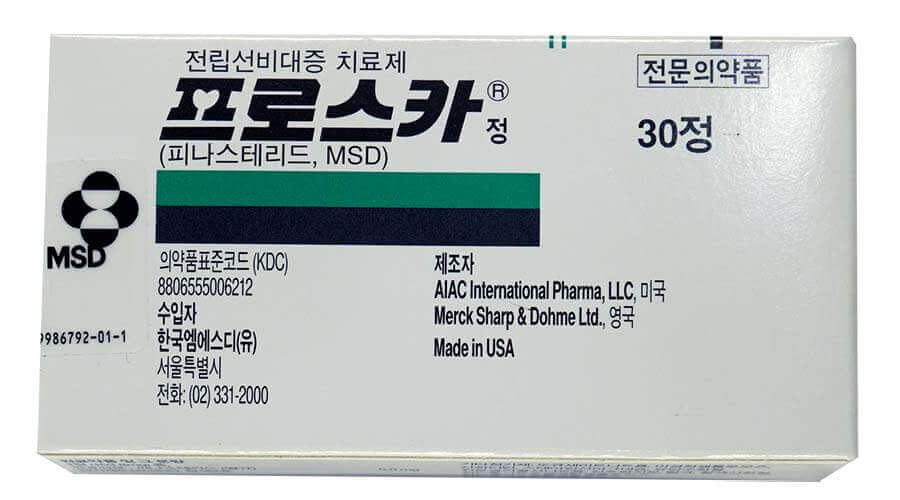 전립선비대증 치료제
프로스카® 정
(피나스테리드, MSD)
전문의약품
30정
MSD
9986792-01-1
의약품표준코드 (KDC)
8806555006212
수입자
한국엠에스디(유)
서울특별시
전화: (02) 331-2000
제조자
AIAC International Pharma, LLC, 미국
Merck Sharp & Dohme Ltd., 영국
Made in USA